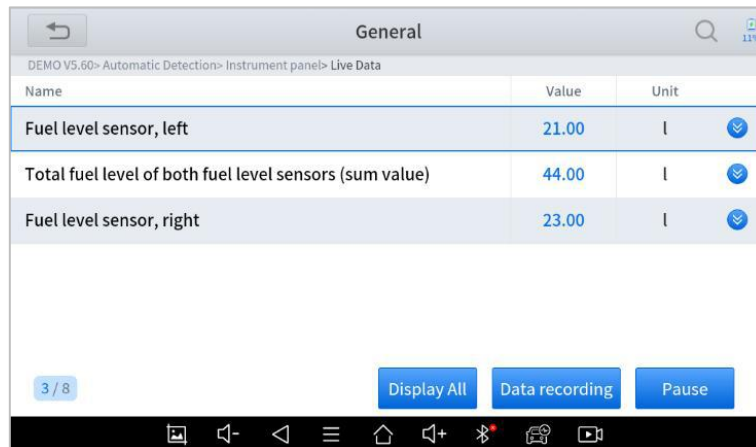 General
11%
DEMO V5.60> Automatic Detection> Instrument panel> Live Data
Name Value Unit
Fuel level sensor, left 21.00 l
Total fuel level of both fuel level sensors (sum value) 44.00 l
Fuel level sensor, right 23.00 l
3 / 8 Display All Data recording Pause